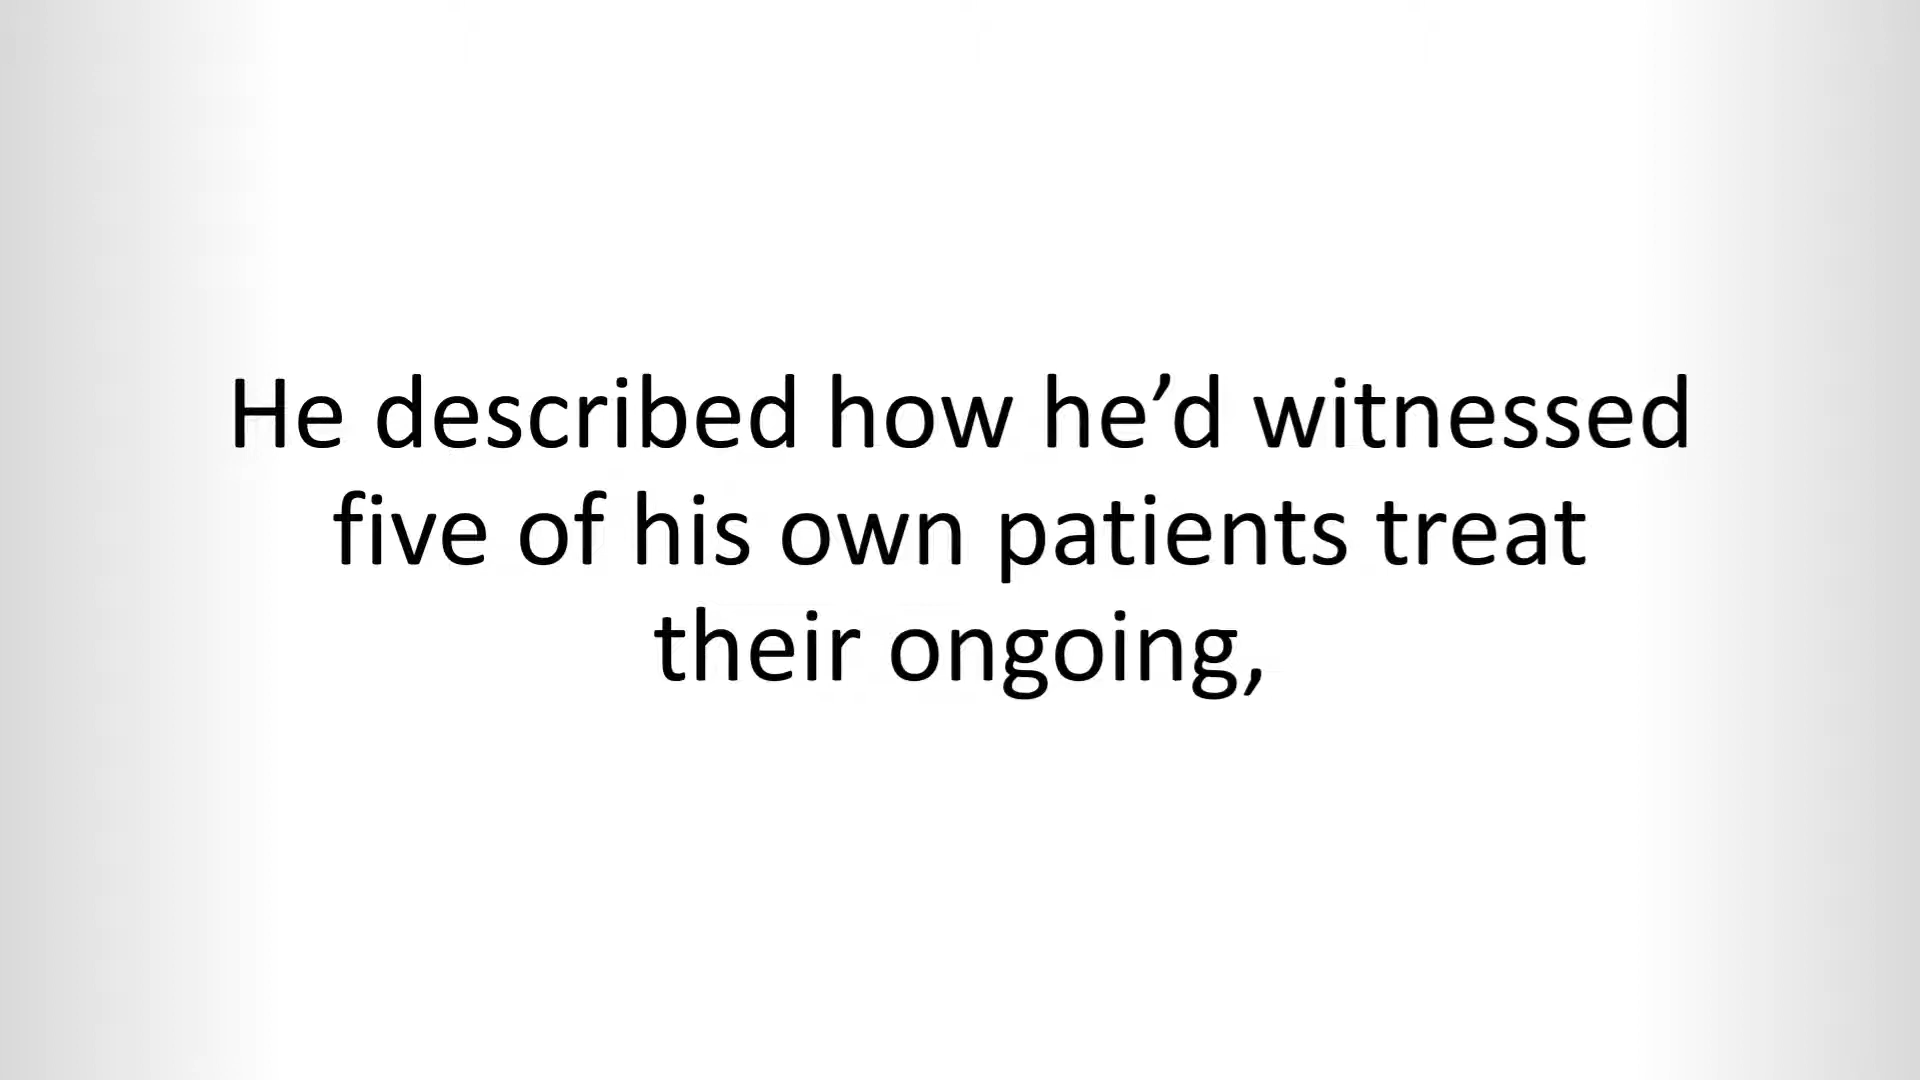 He described how he’d witnessed
five of his own patients treat
their ongoing,